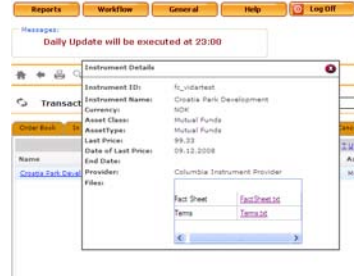 Reports Workflow General Help Log Off
Messages:
Daily Update will be executed at 23:00
Instrument Details
Instrument ID: fc_vidartest
Instrument Name: Croatia Park Development
Currency: NOK
Asset Class: Mutual Funds
AssetType: Mutual Funds
Last Price: 99,33
Date of Last Price: 09.12.2008
End Date:
Provider: Columbia Instrument Provider
Files:
Fact Sheet FactSheet.txt
Terms Terms.txt
Transact
Order Book In
Name
Croatia Park Devel